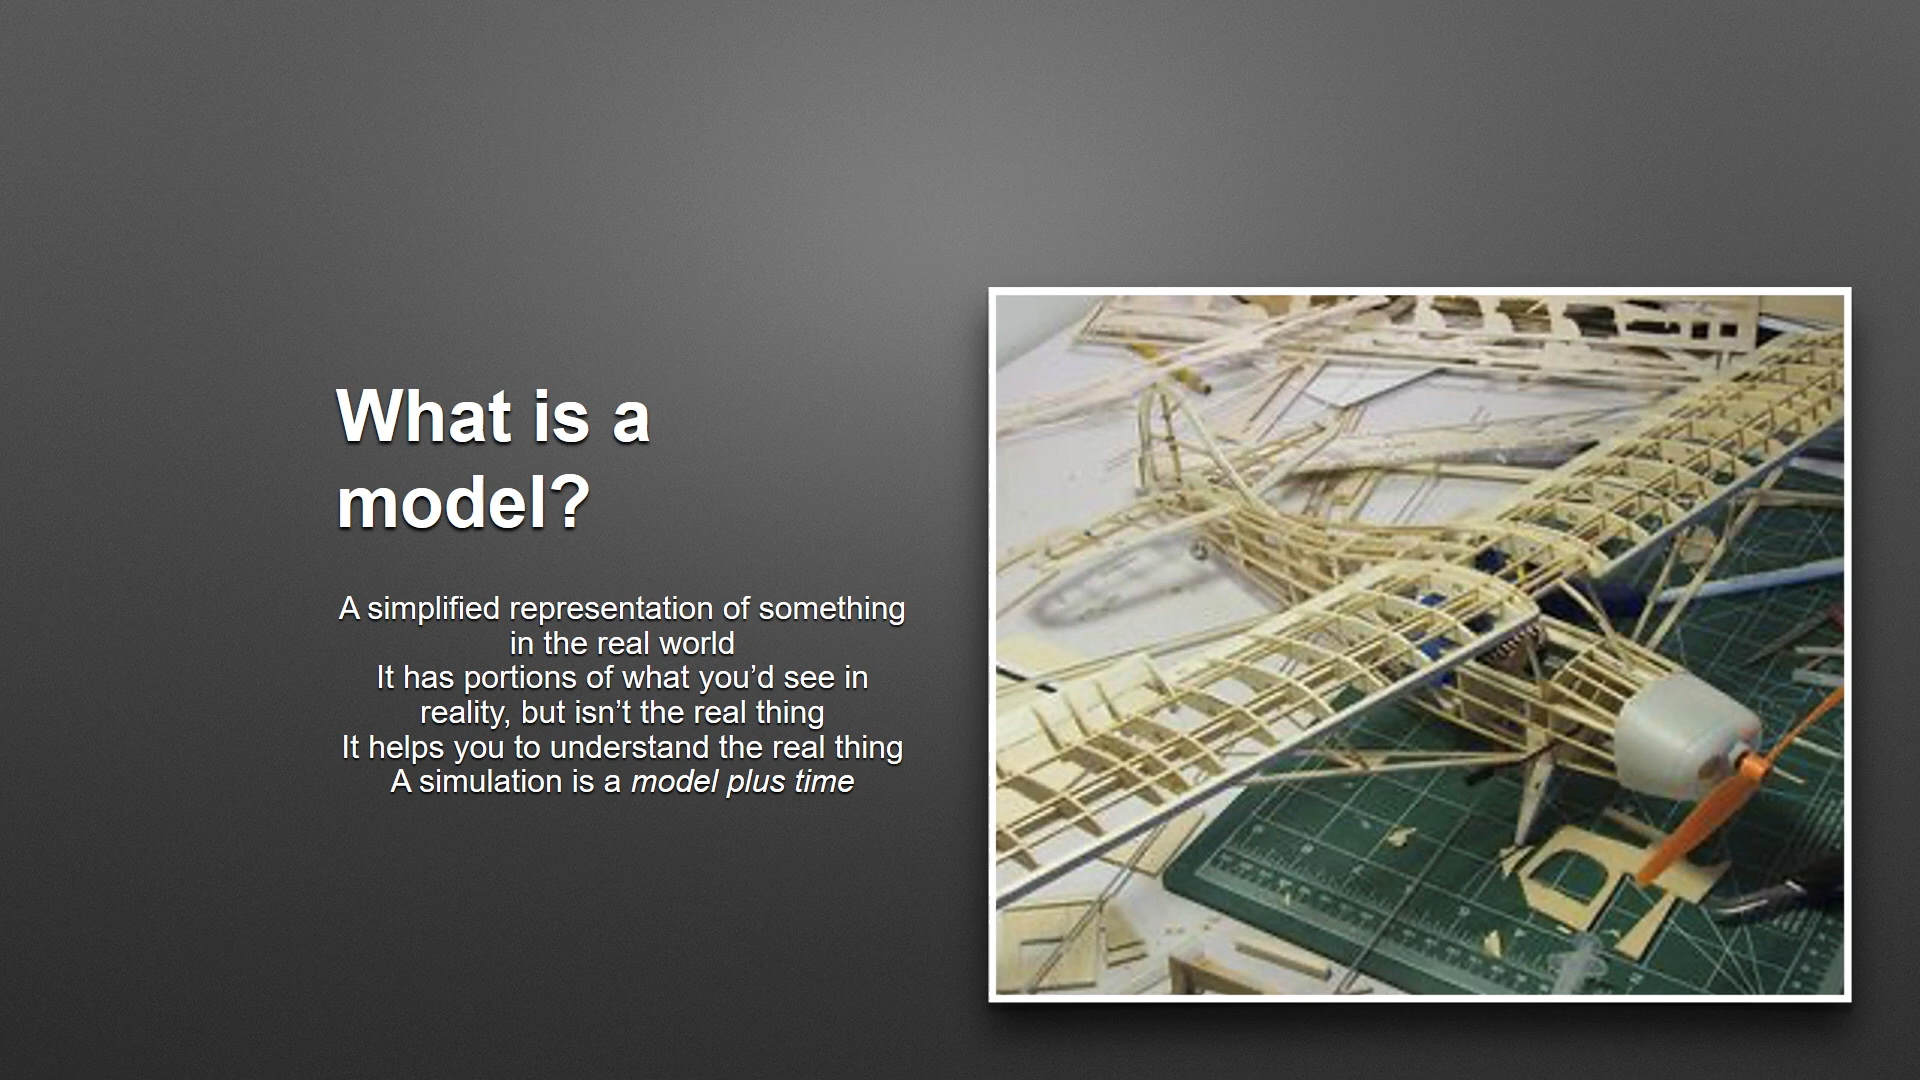 What is a
model?
A simplified representation of something
in the real world
It has portions of what you’d see in
reality, but isn’t the real thing
It helps you to understand the real thing
A simulation is a model plus time